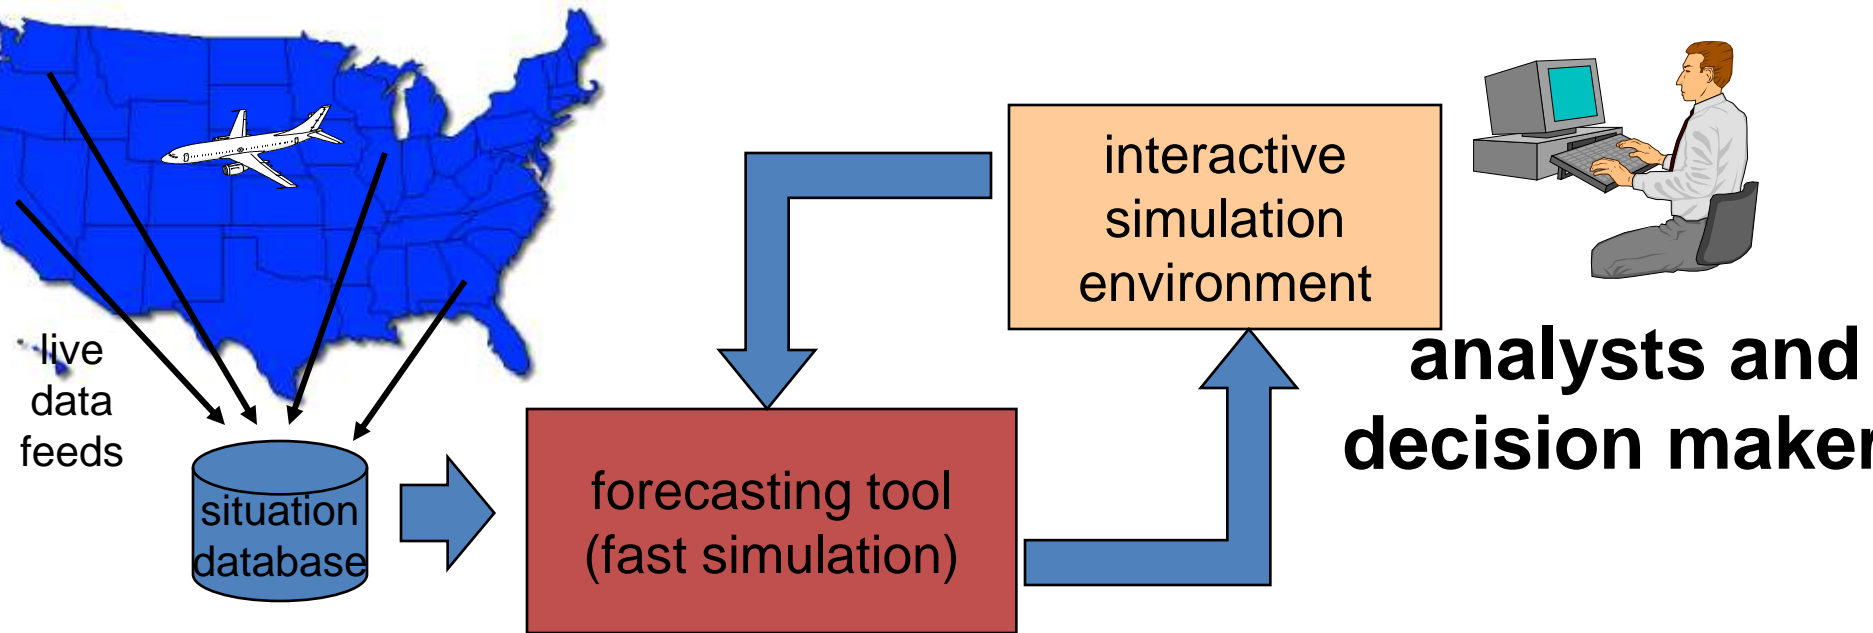 live
data
feeds
situation
database
forecasting tool
(fast simulation)
interactive
simulation
environment
analysts and
decision maker